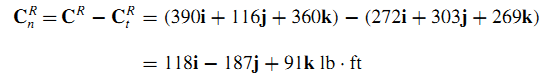 C_n^R = C^R − C_t^R = (390i + 116j + 360k) − (272i + 303j + 269k)
= 118i − 187j + 91k lb · ft